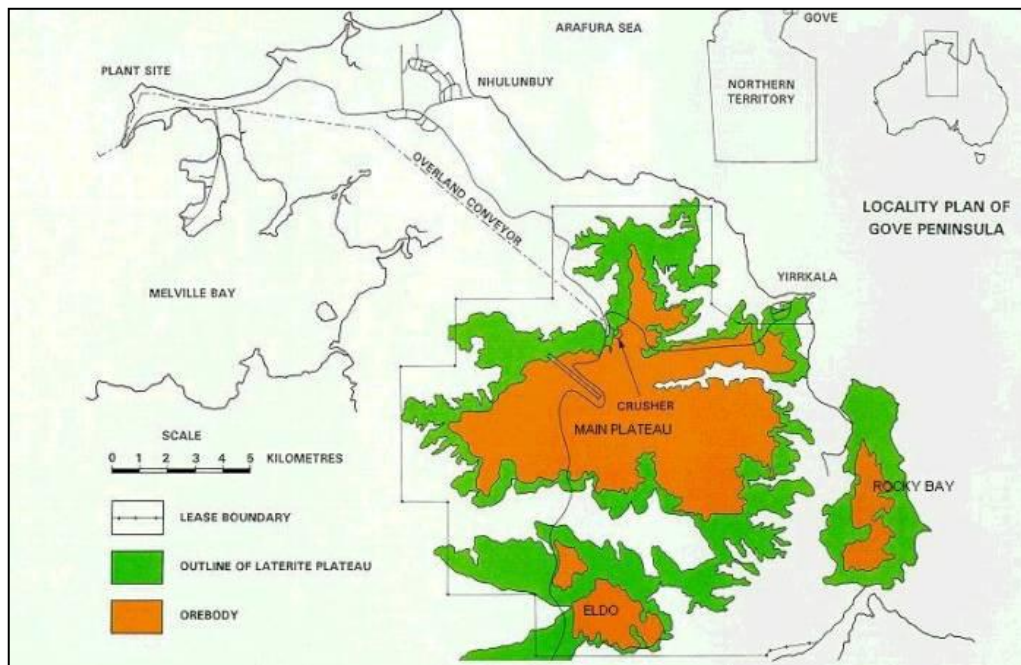 ARAFURA SEA
GOVE
PLANT SITE
NHULUNBUY
NORTHERN
TERRITORY
OVERLAND CONVEYOR
LOCALITY PLAN OF
GOVE PENINSULA
YIRRKALA
MELVILLE BAY
CRUSHER
MAIN PLATEAU
SCALE
0 1 2 3 4 5 KILOMETRES
ROCKY BAY
LEASE BOUNDARY
OUTLINE OF LATERITE PLATEAU
OREBODY
ELDO